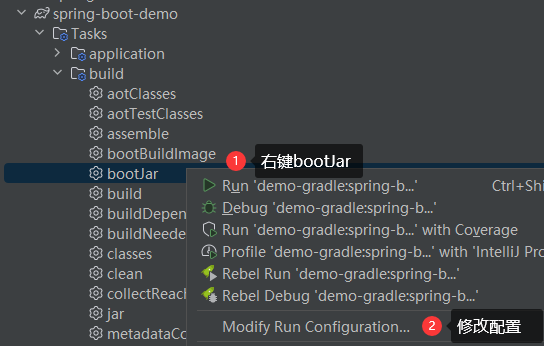 spring-boot-demo
Tasks
application
build
aotClasses
aotTestClasses
assemble
bootBuildImage
1 右键bootJar
bootJar
Run 'demo-gradle:spring-b...' Ctrl+Shi
build
Debug 'demo-gradle:spring-b...'
buildDepen
Run 'demo-gradle:spring-b...' with Coverage
buildNeede
Profile 'demo-gradle:spring-b...' with 'IntelliJ Pro
classes
Rebel Run 'demo-gradle:spring-b...'
clean
Rebel Debug 'demo-gradle:spring-b...'
collectReach
jar
Modify Run Configuration... 2 修改配置
metadataCo